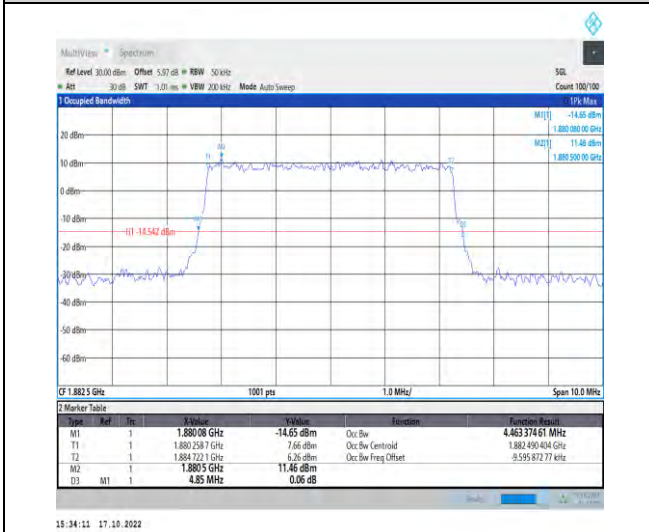 MultiView Spectrum
Ref Level 30.00 dBm Offset 5.97 dB RBW 50 kHz SGL
Att 30 dB SWT 1.01 ms VBW 200 kHz Mode Auto Sweep Count 100/100
1 Occupied Bandwidth 1Pk Max
M1[1] -14.65 dBm
1.880 080 00 GHz
M2[1] 11.46 dBm
1.880 500 00 GHz
20 dBm
M2
T1
T2
10 dBm
0 dBm
-10 dBm
H1 -14.542 dBm
-20 dBm
-30 dBm
-40 dBm
-50 dBm
-60 dBm
CF 1.882 5 GHz 1001 pts 1.0 MHz/ Span 10.0 MHz
2 Marker Table
Type Ref Trc X-Value Y-Value Function Function Result
M1 1 1.880 08 GHz -14.65 dBm Occ Bw 4.463 374 61 MHz
T1 1 1.880 258 7 GHz 7.66 dBm Occ Bw Centroid 1.882 490 404 GHz
T2 1 1.884 722 1 GHz 6.26 dBm Occ Bw Freq Offset -9.595 872 77 kHz
M2 1 1.880 5 GHz 11.46 dBm
D3 M1 1 4.85 MHz 0.06 dB
15:34:11 17.10.2022